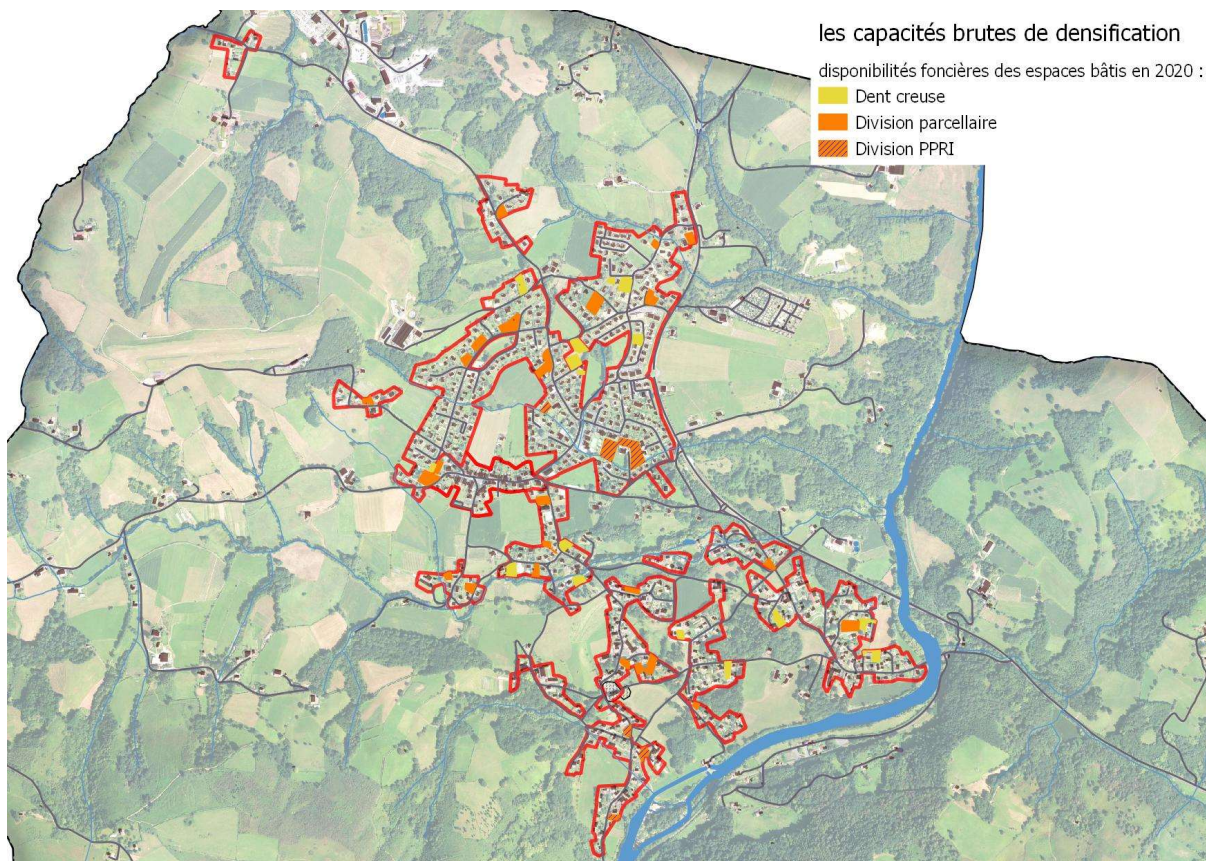 les capacités brutes de densification
disponibilités foncières des espaces bâtis en 2020 :
Dent creuse
Division parcellaire
Division PPRI